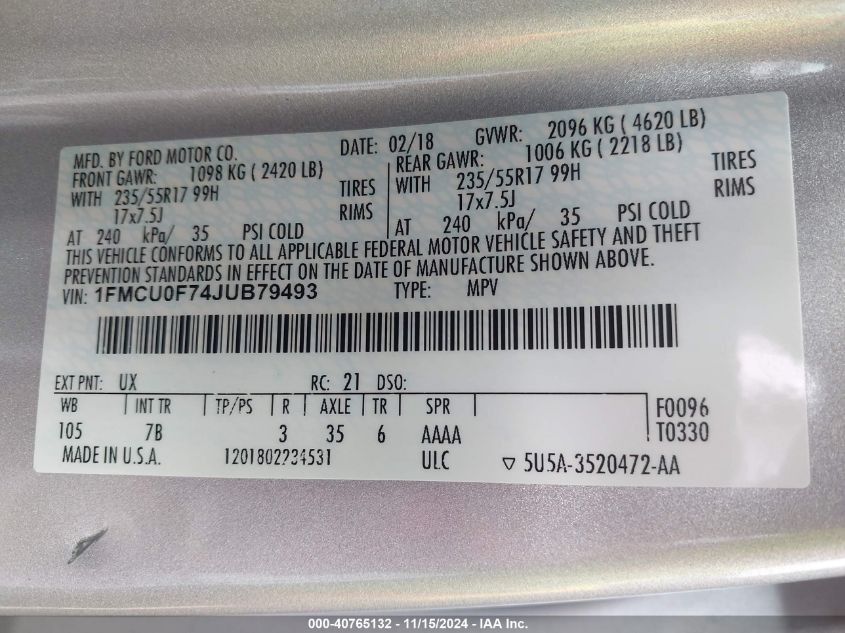 MFD. BY FORD MOTOR CO. DATE: 02/18 GVWR: 2096 KG ( 4620 LB)
FRONT GAWR: 1098 KG ( 2420 LB) REAR GAWR: 1006 KG ( 2218 LB)
WITH 235/55R17 99H TIRES WITH 235/55R17 99H TIRES
17x7.5J RIMS 17x7.5J RIMS
AT 240 kPa/ 35 PSI COLD AT 240 kPa/ 35 PSI COLD
THIS VEHICLE CONFORMS TO ALL APPLICABLE FEDERAL MOTOR VEHICLE SAFETY AND THEFT
PREVENTION STANDARDS IN EFFECT ON THE DATE OF MANUFACTURE SHOWN ABOVE.
VIN: 1FMCU0F74JUB79493 TYPE: MPV
EXT PNT: UX RC: 21 DSO:
WB INT TR TP/PS R AXLE TR SPR F0096
105 7B 3 35 6 AAAA T0330
MADE IN U.S.A. 1201802234531 ULC ▽ 5U5A-3520472-AA
000-40765132 - 11/15/2024 - IAA Inc.